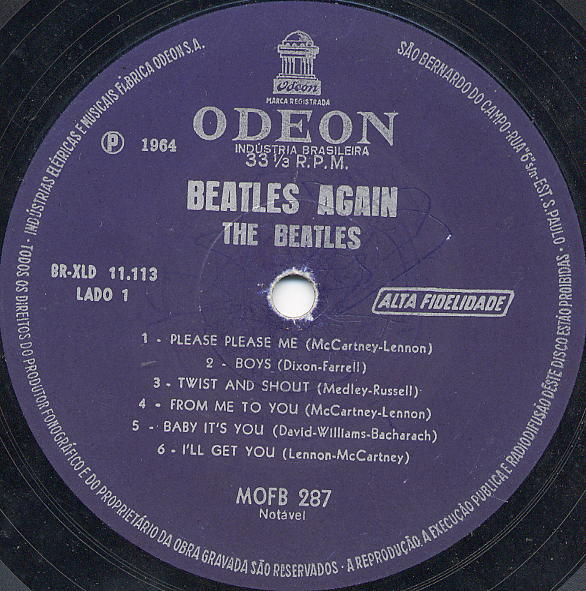 Odeon
MARCA REGISTRADA
ODEON
INDÚSTRIA BRASILEIRA
33 1/3 R.P.M.
Ⓟ 1964
BEATLES AGAIN
THE BEATLES
BR-XLD 11.113
LADO 1
ALTA FIDELIDADE
1 - PLEASE PLEASE ME (McCartney-Lennon)
2 - BOYS (Dixon-Farrell)
3 - TWIST AND SHOUT (Medley-Russell)
4 - FROM ME TO YOU (McCartney-Lennon)
5 - BABY IT'S YOU (David-Williams-Bacharach)
6 - I'LL GET YOU (Lennon-McCartney)
MOFB 287
Notável
TODOS OS DIREITOS DO PRODUTOR FONOGRÁFICO E DO PROPRIETÁRIO DA OBRA GRAVADA SÃO RESERVADOS · A REPRODUÇÃO, A EXECUÇÃO PUBLICA E RADIODIFUSÃO DÊSTE DISCO ESTÃO PROIBIDAS ·
INDÚSTRIAS ELÉTRICAS E MUSICAIS FÁBRICA ODEON S.A.
SÃO BERNARDO DO CAMPO-RUA "6" s/n-EST. S. PAULO